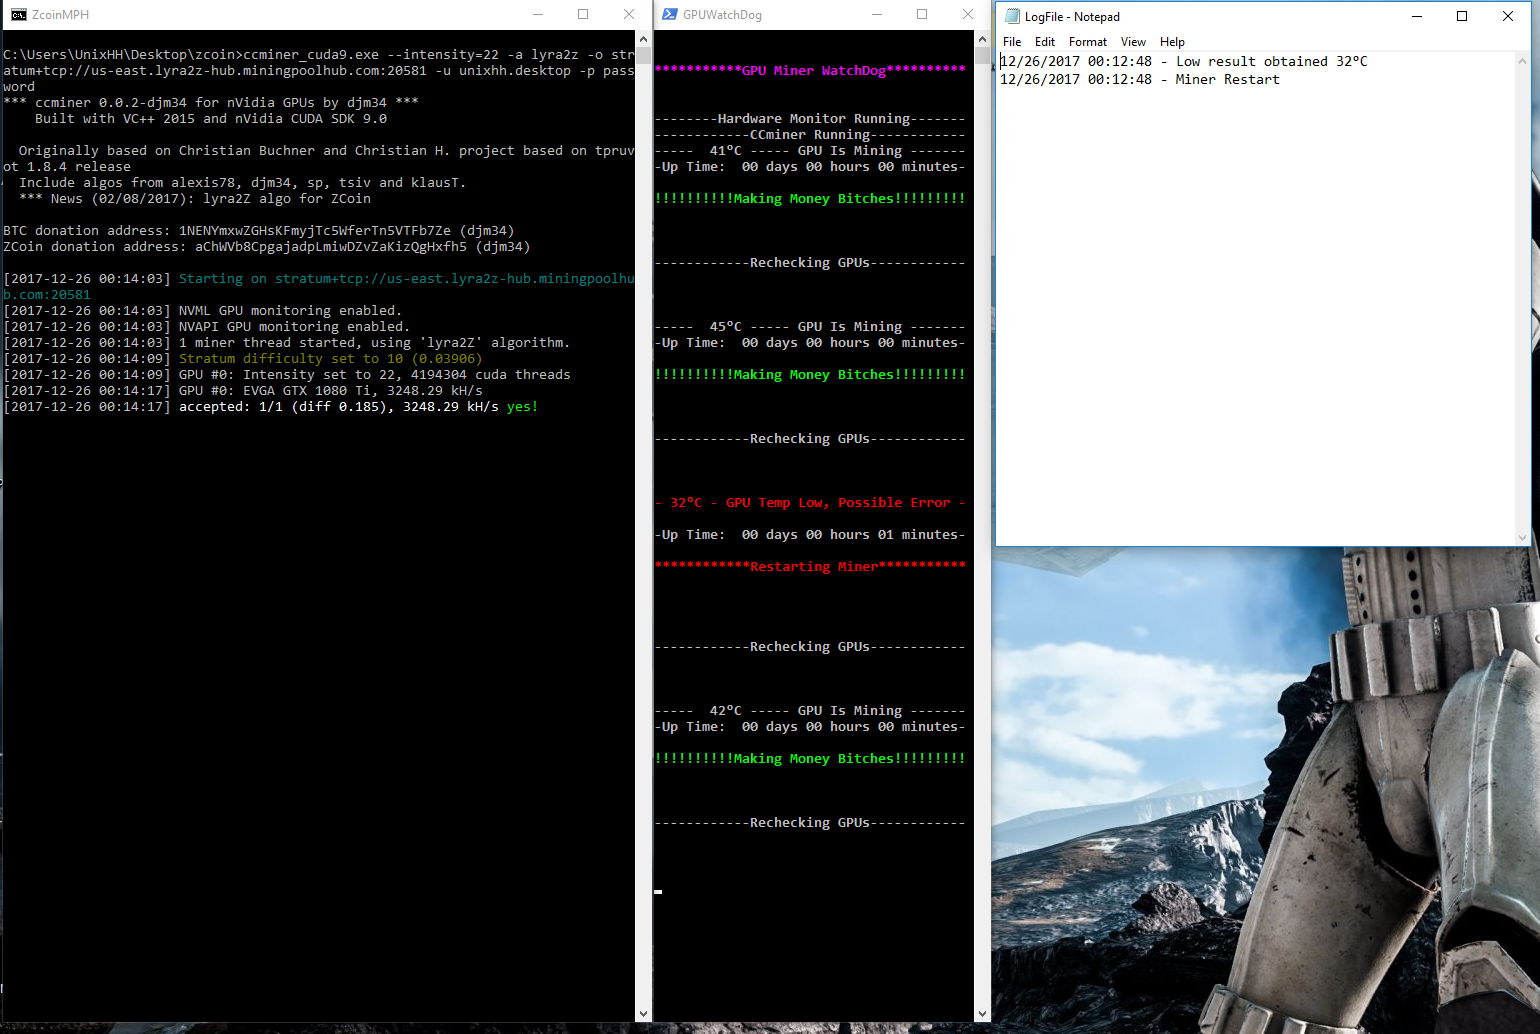 ZcoinMPH
C:\Users\UnixHH\Desktop\zcoin>ccminer_cuda9.exe --intensity=22 -a lyra2z -o str
atum+tcp://us-east.lyra2z-hub.miningpoolhub.com:20581 -u unixhh.desktop -p pass
word
*** ccminer 0.0.2-djm34 for nVidia GPUs by djm34 ***
Built with VC++ 2015 and nVidia CUDA SDK 9.0
Originally based on Christian Buchner and Christian H. project based on tpruv
ot 1.8.4 release
Include algos from alexis78, djm34, sp, tsiv and klausT.
*** News (02/08/2017): lyra2Z algo for ZCoin
BTC donation address: 1NENYmxwZGHsKFmyjTc5WferTn5VTFb7Ze (djm34)
ZCoin donation address: aChWVb8CpgajadpLmiwDZvZaKizQgHxfh5 (djm34)
[2017-12-26 00:14:03] Starting on stratum+tcp://us-east.lyra2z-hub.miningpoolhu
b.com:20581
[2017-12-26 00:14:03] NVML GPU monitoring enabled.
[2017-12-26 00:14:03] NVAPI GPU monitoring enabled.
[2017-12-26 00:14:03] 1 miner thread started, using 'lyra2Z' algorithm.
[2017-12-26 00:14:09] Stratum difficulty set to 10 (0.03906)
[2017-12-26 00:14:09] GPU #0: Intensity set to 22, 4194304 cuda threads
[2017-12-26 00:14:17] GPU #0: EVGA GTX 1080 Ti, 3248.29 kH/s
[2017-12-26 00:14:17] accepted: 1/1 (diff 0.185), 3248.29 kH/s yes!
GPUWatchDog
***********GPU Miner WatchDog**********
--------Hardware Monitor Running-------
------------CCminer Running------------
-----  41ºC ----- GPU Is Mining -------
-Up Time:  00 days 00 hours 00 minutes-
!!!!!!!!!!Making Money Bitches!!!!!!!!!
------------Rechecking GPUs------------
-----  45ºC ----- GPU Is Mining -------
-Up Time:  00 days 00 hours 00 minutes-
!!!!!!!!!!Making Money Bitches!!!!!!!!!
------------Rechecking GPUs------------
- 32ºC - GPU Temp Low, Possible Error -
-Up Time:  00 days 00 hours 01 minutes-
************Restarting Miner***********
------------Rechecking GPUs------------
-----  42ºC ----- GPU Is Mining -------
-Up Time:  00 days 00 hours 00 minutes-
!!!!!!!!!!Making Money Bitches!!!!!!!!!
------------Rechecking GPUs------------
LogFile - Notepad
File Edit Format View Help
12/26/2017 00:12:48 - Low result obtained 32ºC
12/26/2017 00:12:48 - Miner Restart